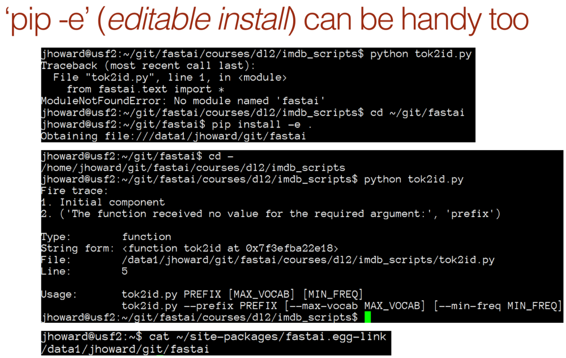 ‘pip -e’ (editable install) can be handy too
jhoward@usf2:~/git/fastai/courses/dl2/imdb_scripts$ python tok2id.py
Traceback (most recent call last):
  File "tok2id.py", line 1, in <module>
    from fastai.text import *
ModuleNotFoundError: No module named 'fastai'
jhoward@usf2:~/git/fastai/courses/dl2/imdb_scripts$ cd ~/git/fastai
jhoward@usf2:~/git/fastai$ pip install -e .
Obtaining file:///data1/jhoward/git/fastai
jhoward@usf2:~/git/fastai$ cd -
/home/jhoward/git/fastai/courses/dl2/imdb_scripts
jhoward@usf2:~/git/fastai/courses/dl2/imdb_scripts$ python tok2id.py
Fire trace:
1. Initial component
2. ('The function received no value for the required argument:', 'prefix')
Type: function
String form: <function tok2id at 0x7f3efba22e18>
File: /data1/jhoward/git/fastai/courses/dl2/imdb_scripts/tok2id.py
Line: 5
Usage: tok2id.py PREFIX [MAX_VOCAB] [MIN_FREQ]
tok2id.py --prefix PREFIX [--max-vocab MAX_VOCAB] [--min-freq MIN_FREQ]
jhoward@usf2:~/git/fastai/courses/dl2/imdb_scripts$
jhoward@usf2:~$ cat ~/site-packages/fastai.egg-link
/data1/jhoward/git/fastai